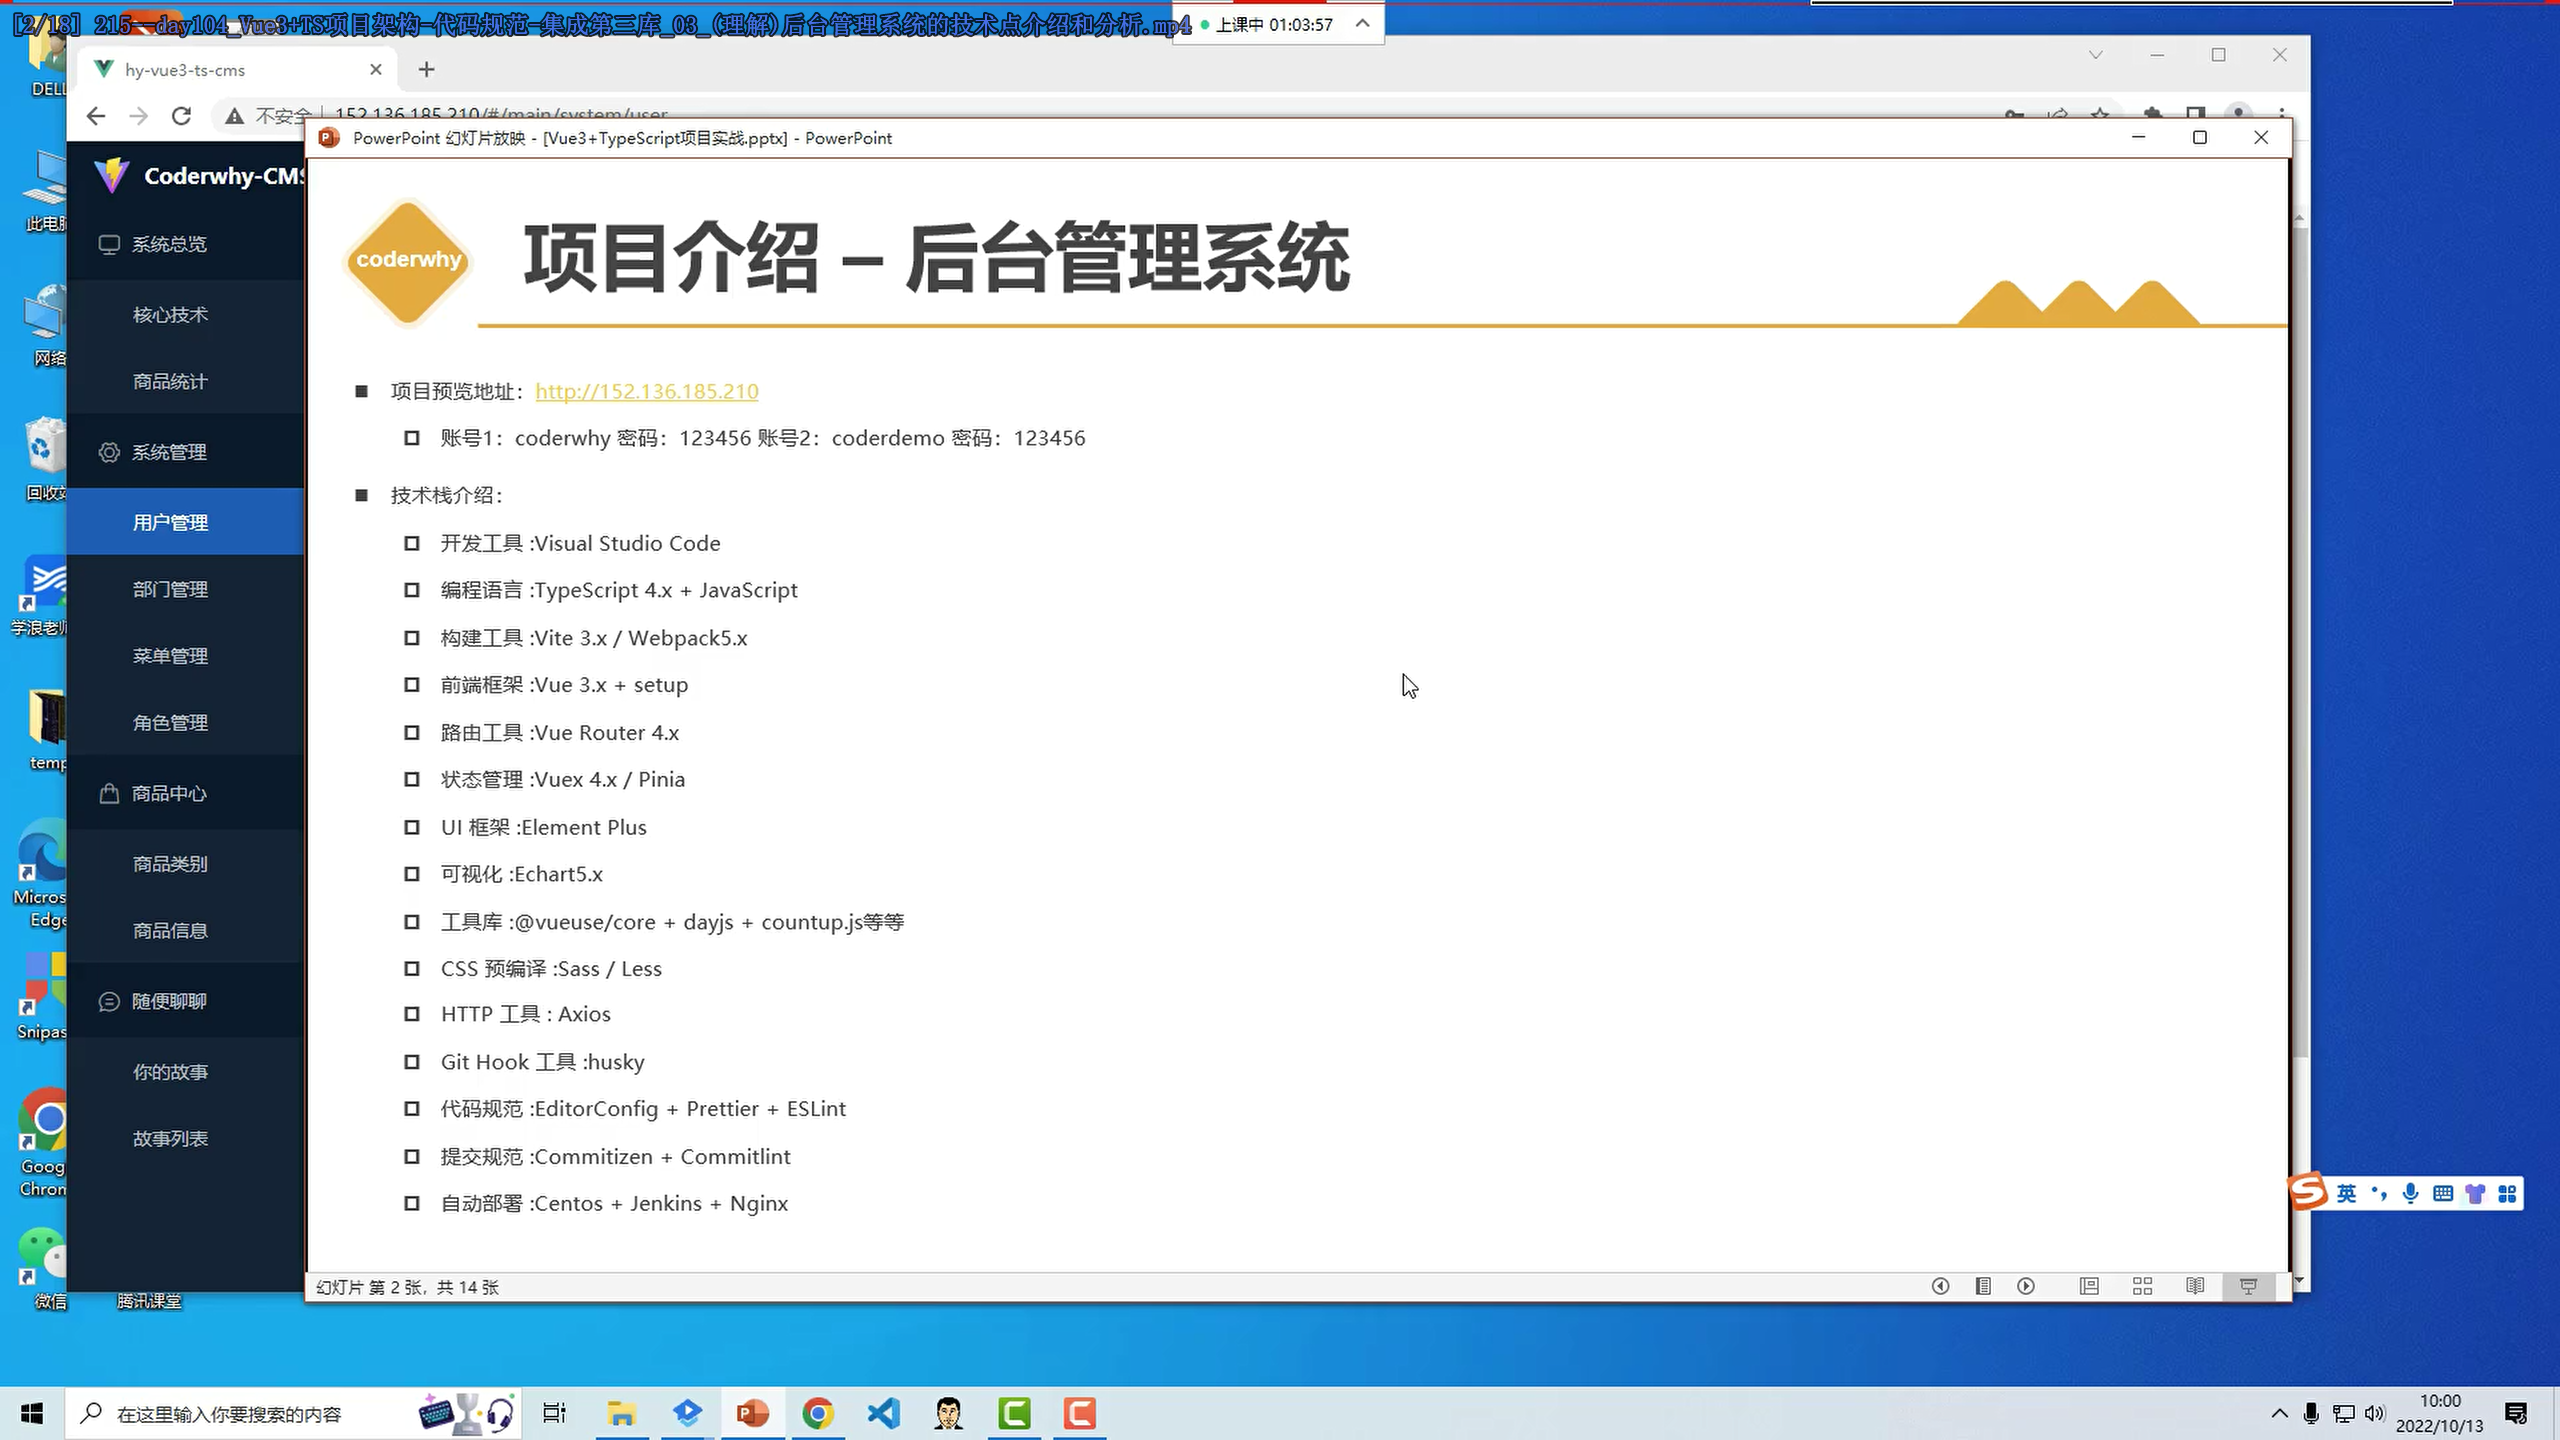 [2/18] 215--day104_Vue3+TS项目架构-代码规范-集成第三库_03_(理解)后台管理系统的技术点介绍和分析.mp4
上课中 01:03:57
hy-vue3-ts-cms
不安全
152.136.185.210/#/main/system/user
PowerPoint 幻灯片放映 - [Vue3+TypeScript项目实战.pptx] - PowerPoint
DELL
此电脑
网络
回收站
学浪老师
temp
Micros
Edge
Snipas
Goog
Chrom
微信
腾讯课堂
Coderwhy-CMS
系统总览
核心技术
商品统计
系统管理
用户管理
部门管理
菜单管理
角色管理
商品中心
商品类别
商品信息
随便聊聊
你的故事
故事列表
coderwhy
项目介绍 – 后台管理系统
项目预览地址：http://152.136.185.210
账号1：coderwhy 密码：123456 账号2：coderdemo 密码：123456
技术栈介绍：
开发工具 :Visual Studio Code
编程语言 :TypeScript 4.x + JavaScript
构建工具 :Vite 3.x / Webpack5.x
前端框架 :Vue 3.x + setup
路由工具 :Vue Router 4.x
状态管理 :Vuex 4.x / Pinia
UI 框架 :Element Plus
可视化 :Echart5.x
工具库 :@vueuse/core + dayjs + countup.js等等
CSS 预编译 :Sass / Less
HTTP 工具 : Axios
Git Hook 工具 :husky
代码规范 :EditorConfig + Prettier + ESLint
提交规范 :Commitizen + Commitlint
自动部署 :Centos + Jenkins + Nginx
幻灯片 第 2 张，共 14 张
英
在这里输入你要搜索的内容
10:00
2022/10/13